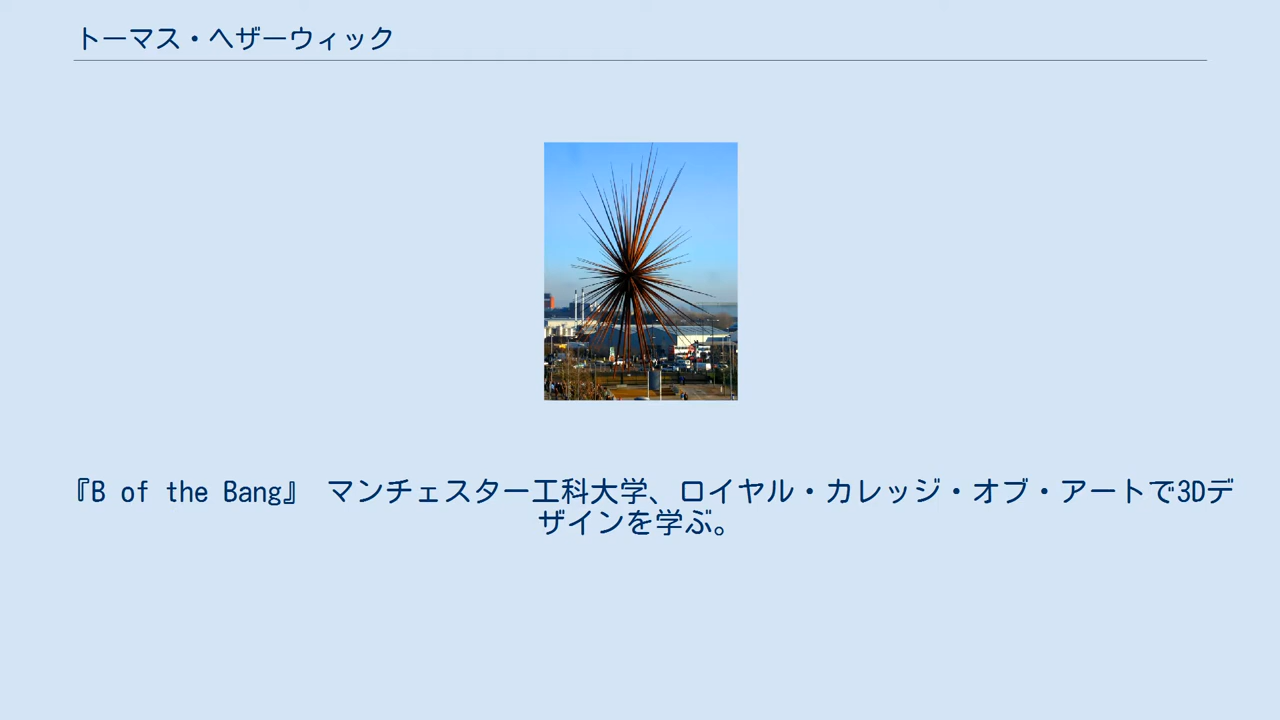 トーマス・ヘザーウィック
『B of the Bang』 マンチェスター工科大学、ロイヤル・カレッジ・オブ・アートで3Dデ
ザインを学ぶ。